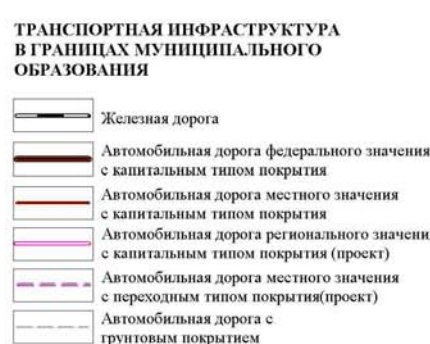 ТРАНСПОРТНАЯ ИНФРАСТРУКТУРА
В ГРАНИЦАХ МУНИЦИПАЛЬНОГО
ОБРАЗОВАНИЯ
Железная дорога
Автомобильная дорога федерального значения
с капитальным типом покрытия
Автомобильная дорога местного значения
с капитальным типом покрытия
Автомобильная дорога регионального значени
с капитальным типом покрытия (проект)
Автомобильная дорога местного значения
с переходным типом покрытия(проект)
Автомобильная дорога с
грунтовым покрытием